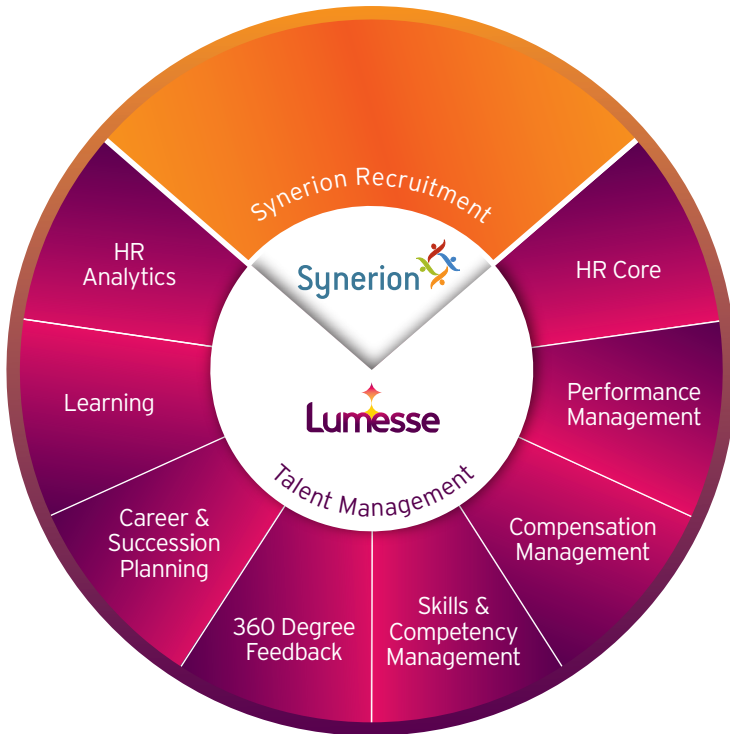 Synerion Recruitment
Synerion
HR
Analytics
HR Core
Learning
Performance
Management
Lumesse
Talent Management
Career &
Succession
Planning
Compensation
Management
360 Degree
Feedback
Skills &
Competency
Management